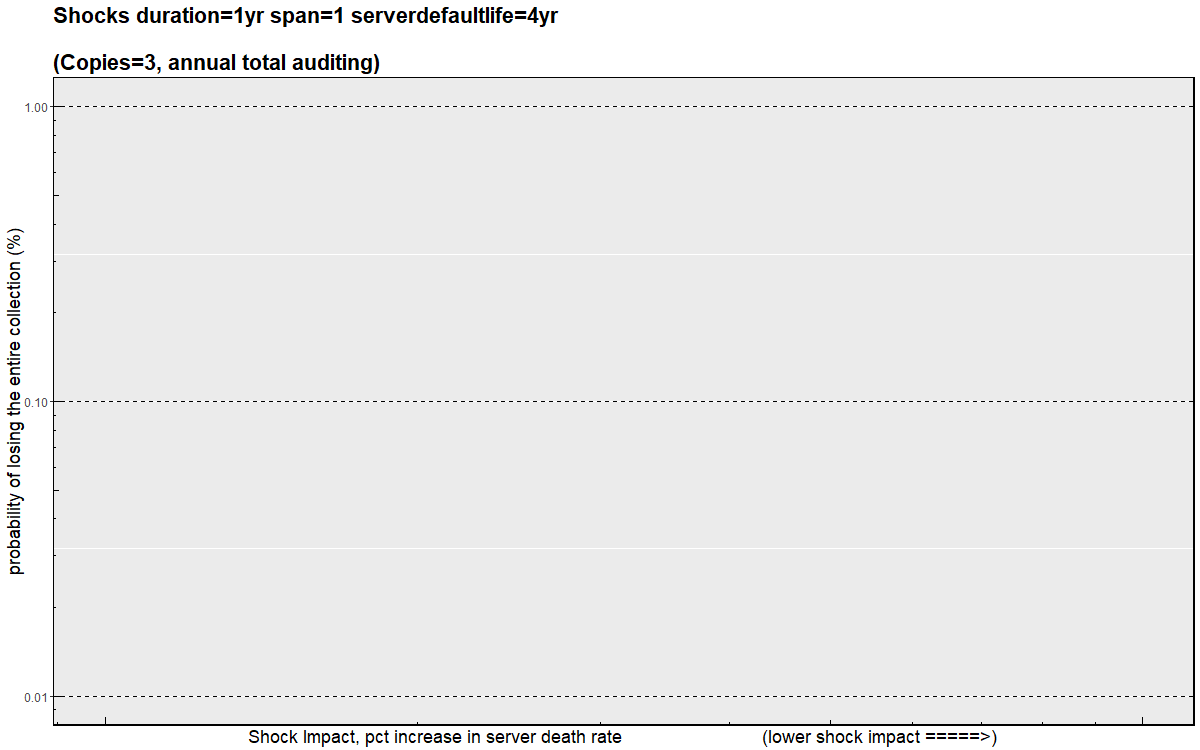 Shocks duration=1yr span=1 serverdefaultlife=4yr
(Copies=3, annual total auditing)
probability of losing the entire collection (%)
1.00
0.10
0.01
Shock Impact, pct increase in server death rate (lower shock impact =====>)